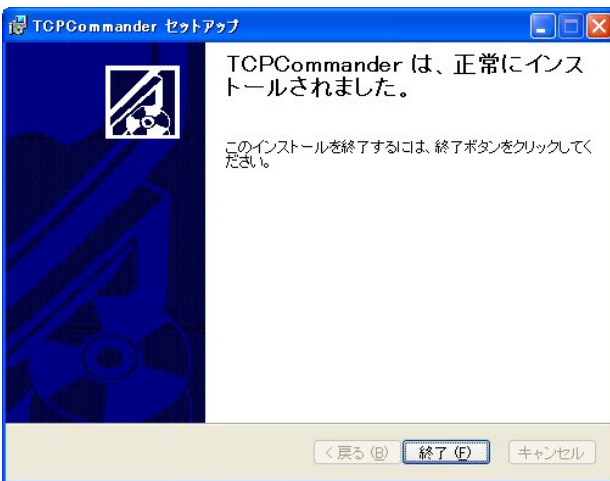 TCPCommander セットアップ
TCPCommander は、正常にインス
トールされました。
このインストールを終了するには、終了ボタンをクリックしてく
ださい。
< 戻る (B)
終了 (F)
キャンセル